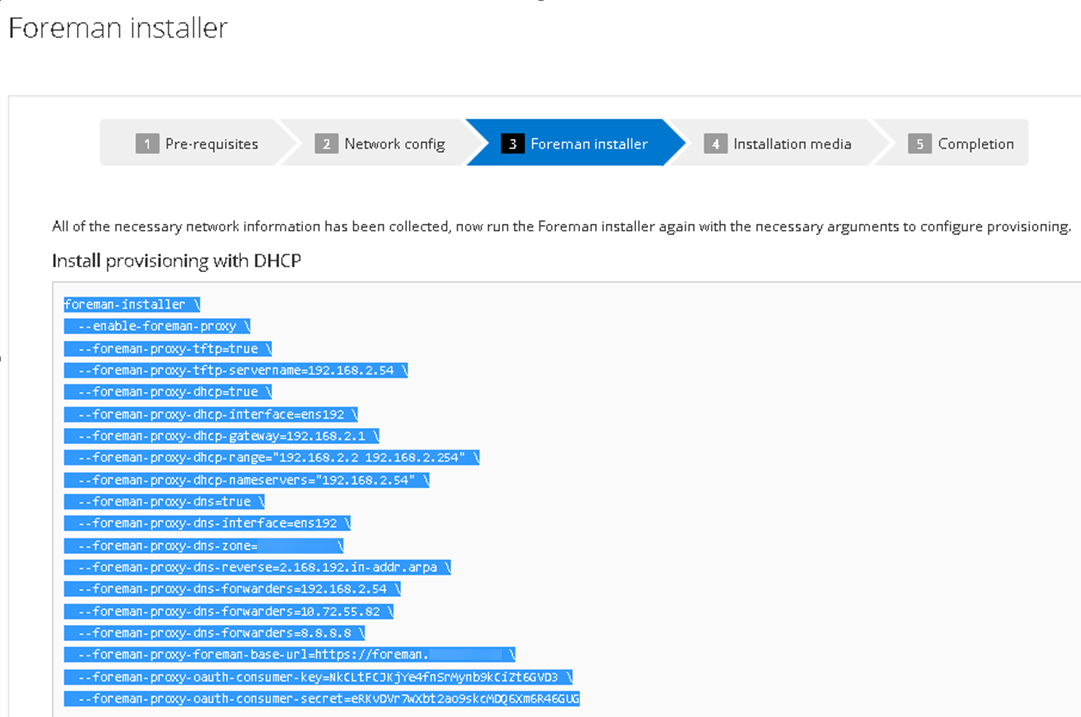 Foreman installer
1 Pre-requisites 2 Network config 3 Foreman installer 4 Installation media 5 Completion
All of the necessary network information has been collected, now run the Foreman installer again with the necessary arguments to configure provisioning.
Install provisioning with DHCP
foreman-installer \
--enable-foreman-proxy \
--foreman-proxy-tftp=true \
--foreman-proxy-tftp-servername=192.168.2.54 \
--foreman-proxy-dhcp=true \
--foreman-proxy-dhcp-interface=ens192 \
--foreman-proxy-dhcp-gateway=192.168.2.1 \
--foreman-proxy-dhcp-range="192.168.2.2 192.168.2.254" \
--foreman-proxy-dhcp-nameservers="192.168.2.54" \
--foreman-proxy-dns=true \
--foreman-proxy-dns-interface=ens192 \
--foreman-proxy-dns-zone= \
--foreman-proxy-dns-reverse=2.168.192.in-addr.arpa \
--foreman-proxy-dns-forwarders=192.168.2.54 \
--foreman-proxy-dns-forwarders=10.72.55.82 \
--foreman-proxy-dns-forwarders=8.8.8.8 \
--foreman-proxy-foreman-base-url=https://foreman. \
--foreman-proxy-oauth-consumer-key=NkCLtFCJKjYe4fnSrMynb9kCiZt6GVD3 \
--foreman-proxy-oauth-consumer-secret=eRKvDVr7WXbt2ao9skcMDQ6Xm6R46GUG